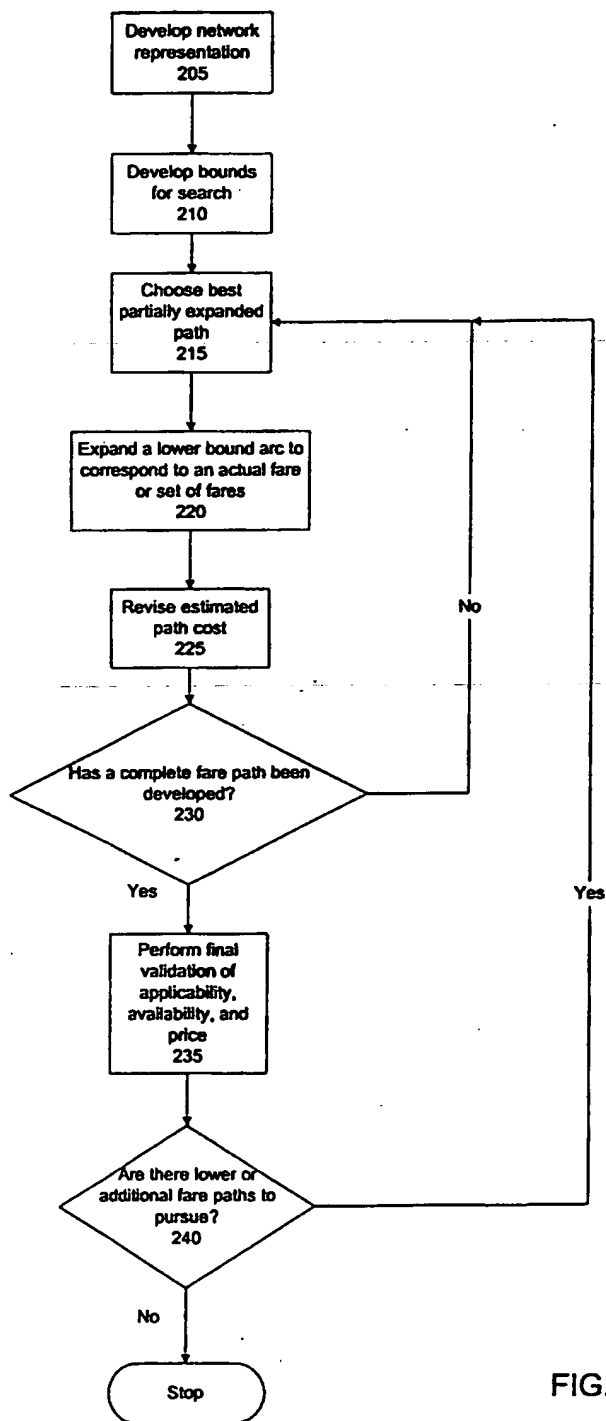 Develop network
representation
205
Develop bounds
for search
210
Choose best
partially expanded
path
215
Expand a lower bound arc to
correspond to an actual fare
or set of fares
220
Revise estimated
path cost
225
No
Has a complete fare path been
developed?
230
Yes
Yes
Perform final
validation of
applicability,
availability, and
price
235
Are there lower or
additional fare paths to
pursue?
240
No
Stop
FIG.